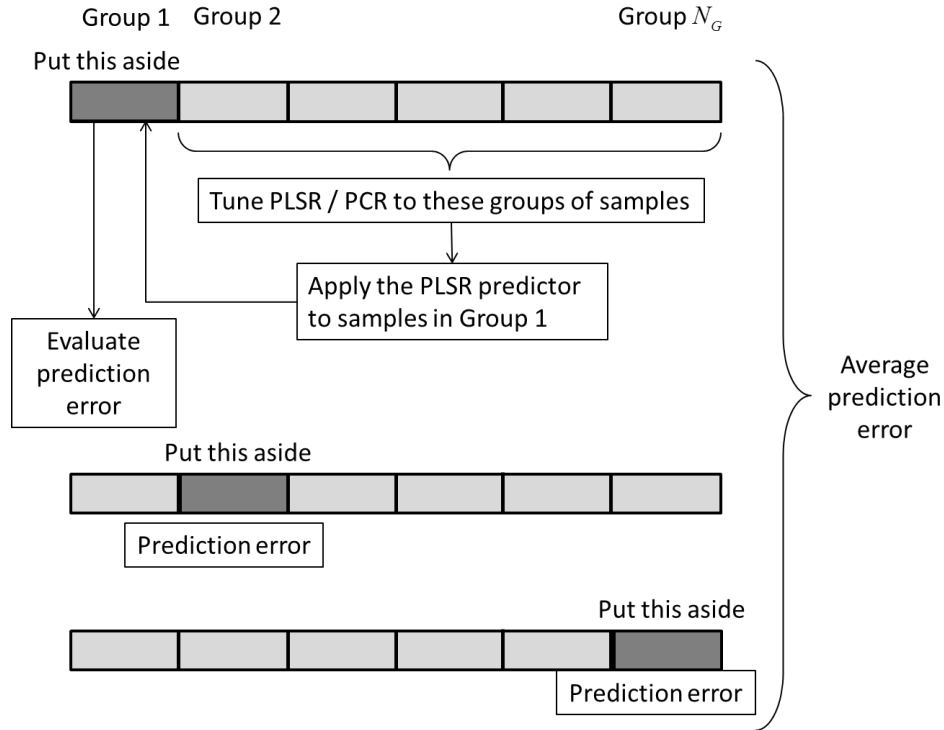 Group 1 Group 2 Group N_G
Put this aside
Tune PLSR / PCR to these groups of samples
Apply the PLSR predictor
to samples in Group 1
Evaluate
prediction
error
Average
prediction
error
Put this aside
Prediction error
Put this aside
Prediction error